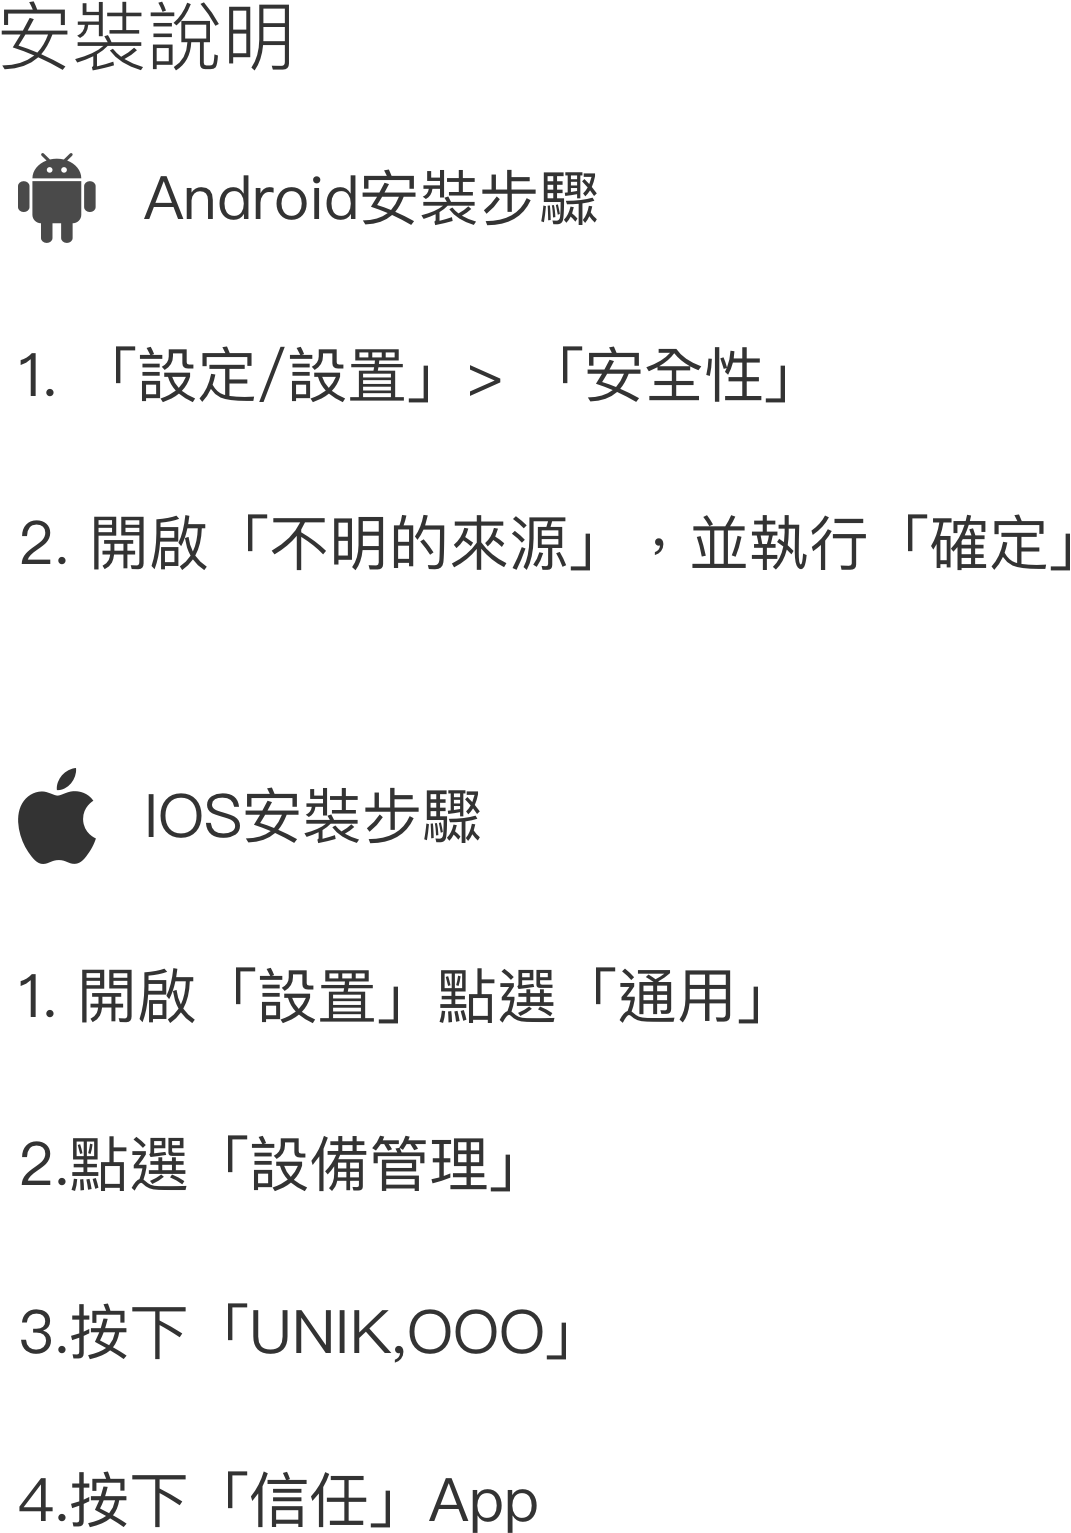 安裝說明
Android安裝步驟
1. 「設定/設置」> 「安全性」
2. 開啟「不明的來源」，並執行「確定」
IOS安裝步驟
1. 開啟「設置」點選「通用」
2.點選「設備管理」
3.按下「UNIK,OOO」
4.按下「信任」App